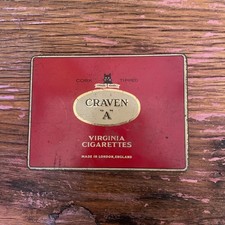 CORK TIPPED
CRAVEN
"A"
VIRGINIA
CIGARETTES
MADE IN LONDON, ENGLAND